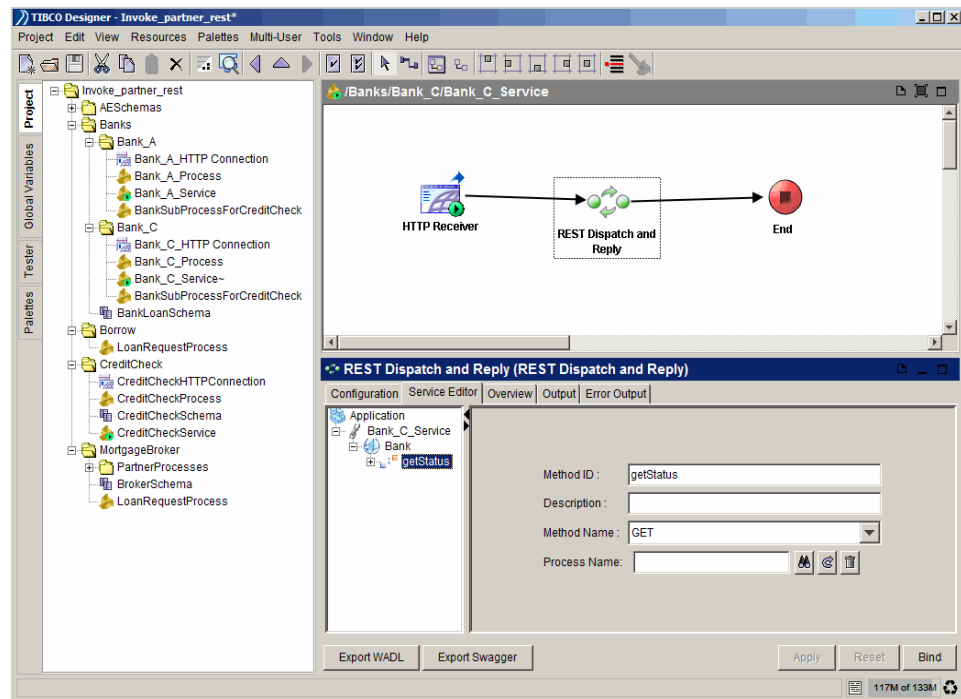 TIBCO Designer - Invoke_partner_rest*
Project Edit View Resources Palettes Multi-User Tools Window Help
Project
Global Variables
Tester
Palettes
Invoke_partner_rest
AESchemas
Banks
Bank_A
Bank_A_HTTP Connection
Bank_A_Process
Bank_A_Service
BankSubProcessForCreditCheck
Bank_C
Bank_C_HTTP Connection
Bank_C_Process
Bank_C_Service~
BankSubProcessForCreditCheck
BankLoanSchema
Borrow
LoanRequestProcess
CreditCheck
CreditCheckHTTPConnection
CreditCheckProcess
CreditCheckSchema
CreditCheckService
MortgageBroker
PartnerProcesses
BrokerSchema
LoanRequestProcess
/Banks/Bank_C/Bank_C_Service
HTTP Receiver
REST Dispatch and
Reply
End
REST Dispatch and Reply (REST Dispatch and Reply)
Configuration Service Editor Overview Output Error Output
Application
Bank_C_Service
Bank
getStatus
Method ID : getStatus
Description :
Method Name : GET
Process Name:
Export WADL Export Swagger Apply Reset Bind
117M of 133M